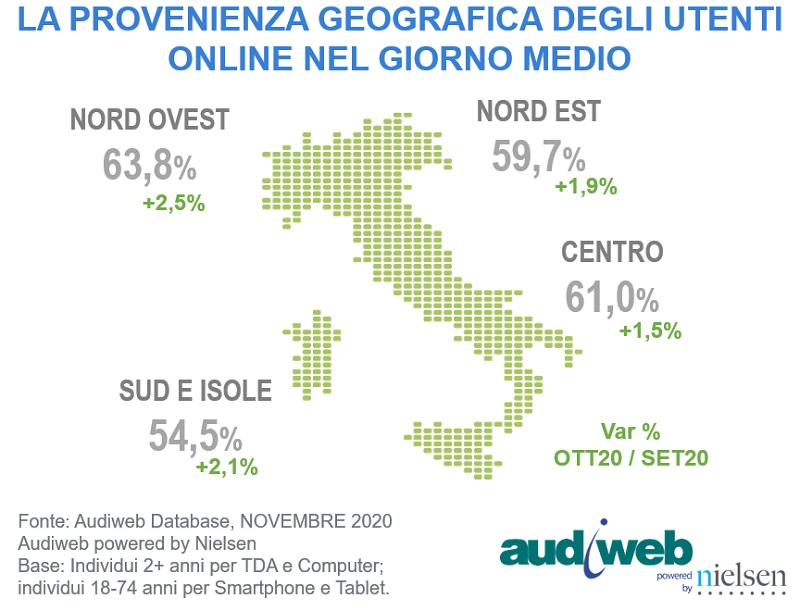 LA PROVENIENZA GEOGRAFICA DEGLI UTENTI
ONLINE NEL GIORNO MEDIO
NORD OVEST
63,8%
+2,5%
NORD EST
59,7%
+1,9%
CENTRO
61,0%
+1,5%
SUD E ISOLE
54,5%
+2,1%
Var %
OTT20 / SET20
Fonte: Audiweb Database, NOVEMBRE 2020
Audiweb powered by Nielsen
Base: Individui 2+ anni per TDA e Computer;
individui 18-74 anni per Smartphone e Tablet.
audiweb
powered
by nielsen